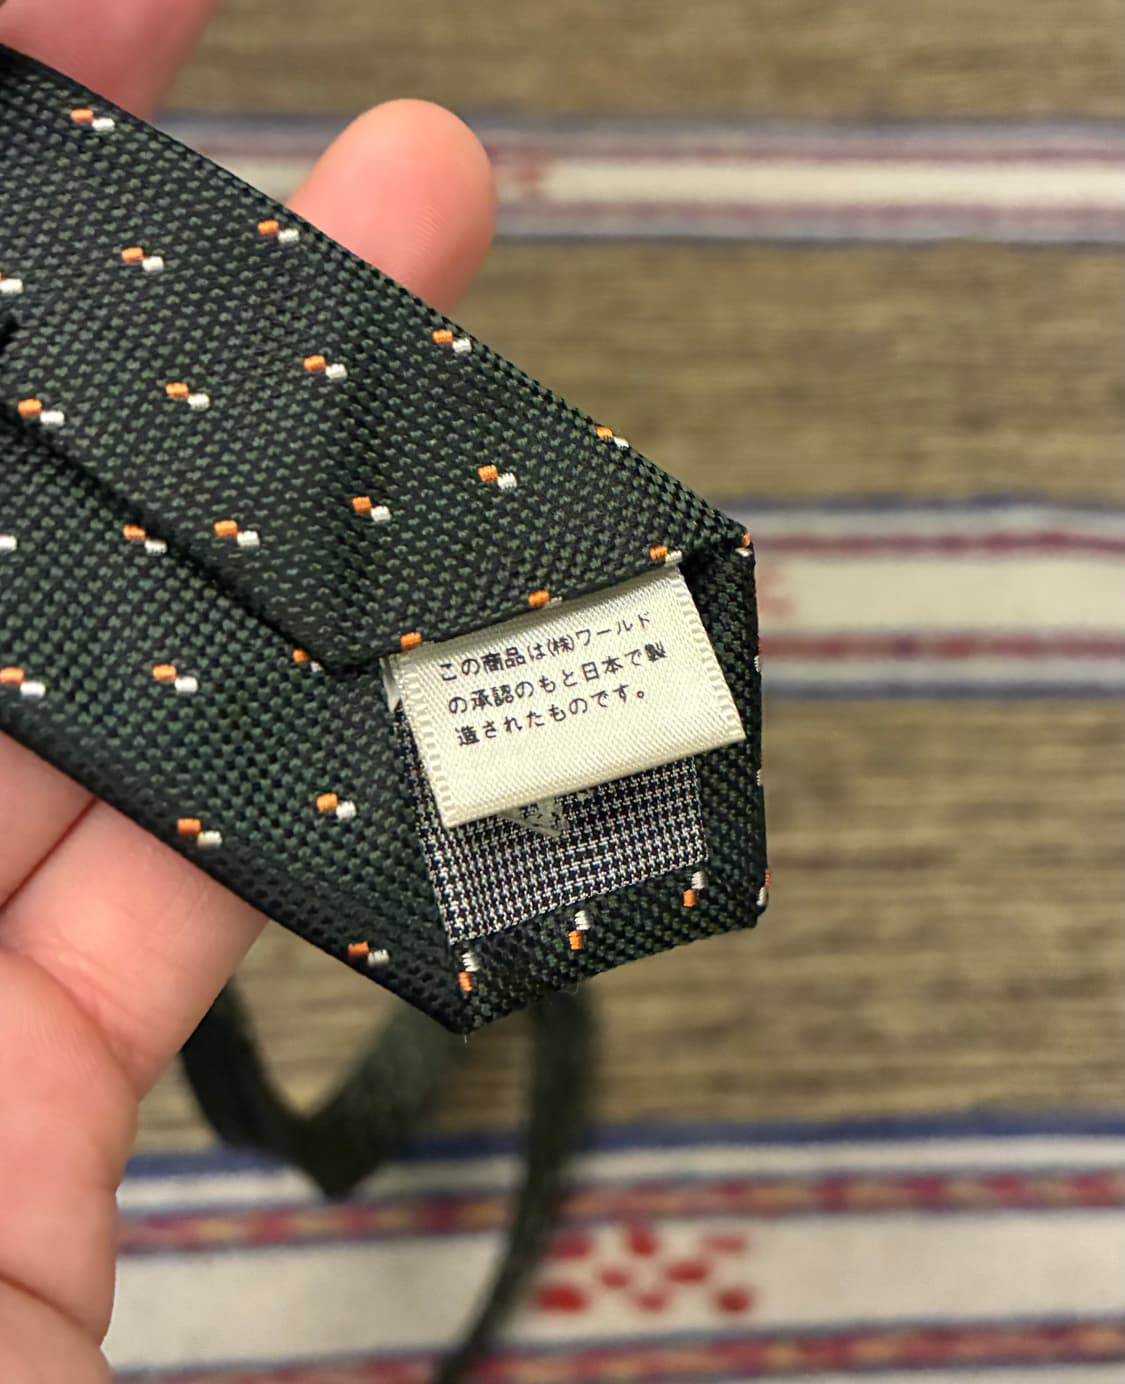 この商品は㈱ワールド
の承認のもと日本で製
造されたものです。